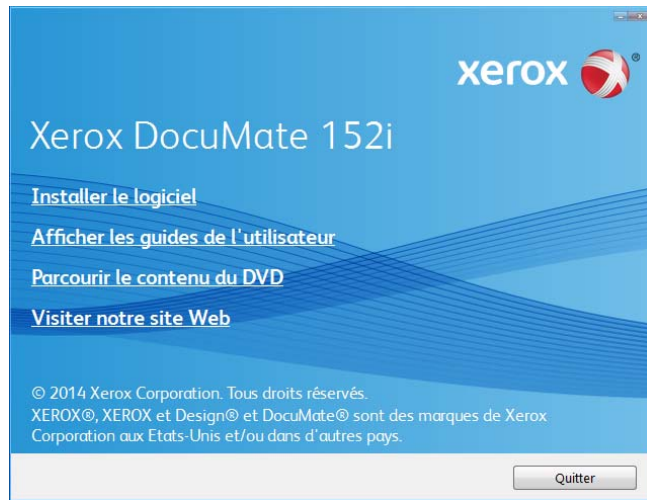 xerox ®
Xerox DocuMate 152i
Installer le logiciel
Afficher les guides de l'utilisateur
Parcourir le contenu du DVD
Visiter notre site Web
© 2014 Xerox Corporation. Tous droits réservés.
XEROX®, XEROX et Design® et DocuMate® sont des marques de Xerox
Corporation aux Etats-Unis et/ou dans d'autres pays.
Quitter